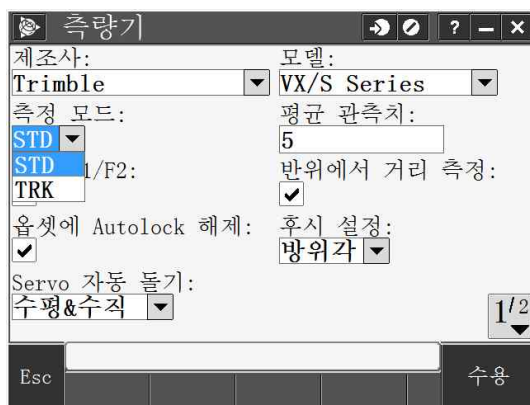 측량기
? – ×
제조사: 모델:
Trimble VX/S Series
측정 모드: 평균 관측치:
STD 5
STD 1/F2: 반위에서 거리 측정:
TRK
옵셋에 Autolock 해제: 후시 설정:
방위각
Servo 자동 돌기:
수평&수직
1/2
Esc 수용